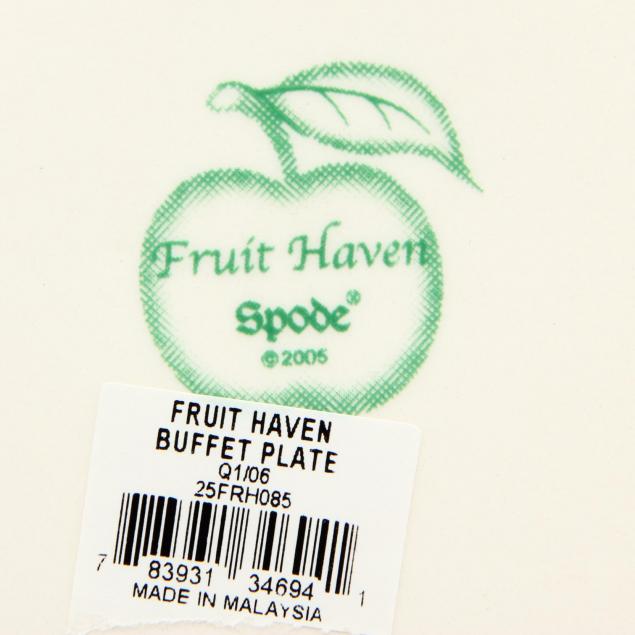 Fruit Haven
Spode®
©2005
FRUIT HAVEN
BUFFET PLATE
Q1/06
25FRH085
7 83931 34694 1
MADE IN MALAYSIA